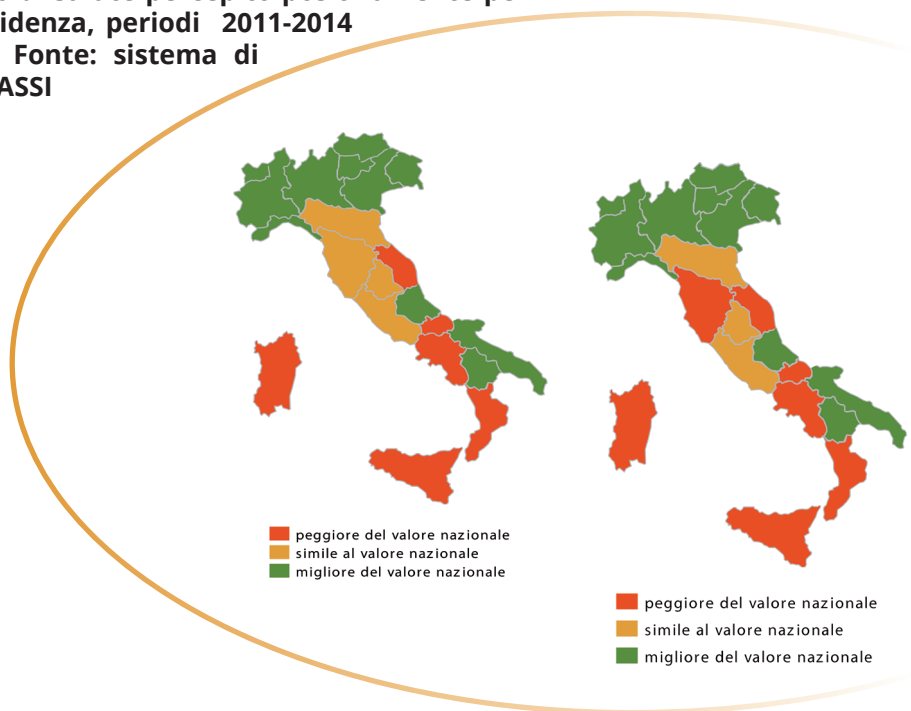 idenza, periodi 2011-2014
Fonte: sistema di
ASSI
peggiore del valore nazionale
simile al valore nazionale
migliore del valore nazionale
peggiore del valore nazionale
simile al valore nazionale
migliore del valore nazionale